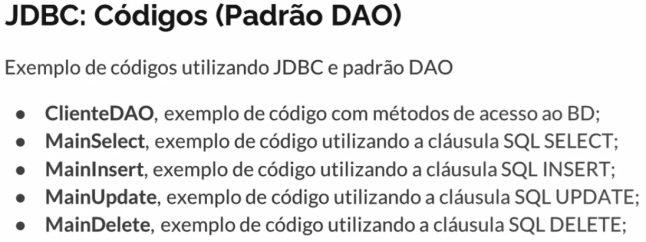 JDBC: Códigos (Padrão DAO)
Exemplo de códigos utilizando JDBC e padrão DAO
● ClienteDAO, exemplo de código com métodos de acesso ao BD;
● MainSelect, exemplo de código utilizando a cláusula SQL SELECT;
● MainInsert, exemplo de código utilizando a cláusula SQL INSERT;
● MainUpdate, exemplo de código utilizando a cláusula SQL UPDATE;
● MainDelete, exemplo de código utilizando a cláusula SQL DELETE;